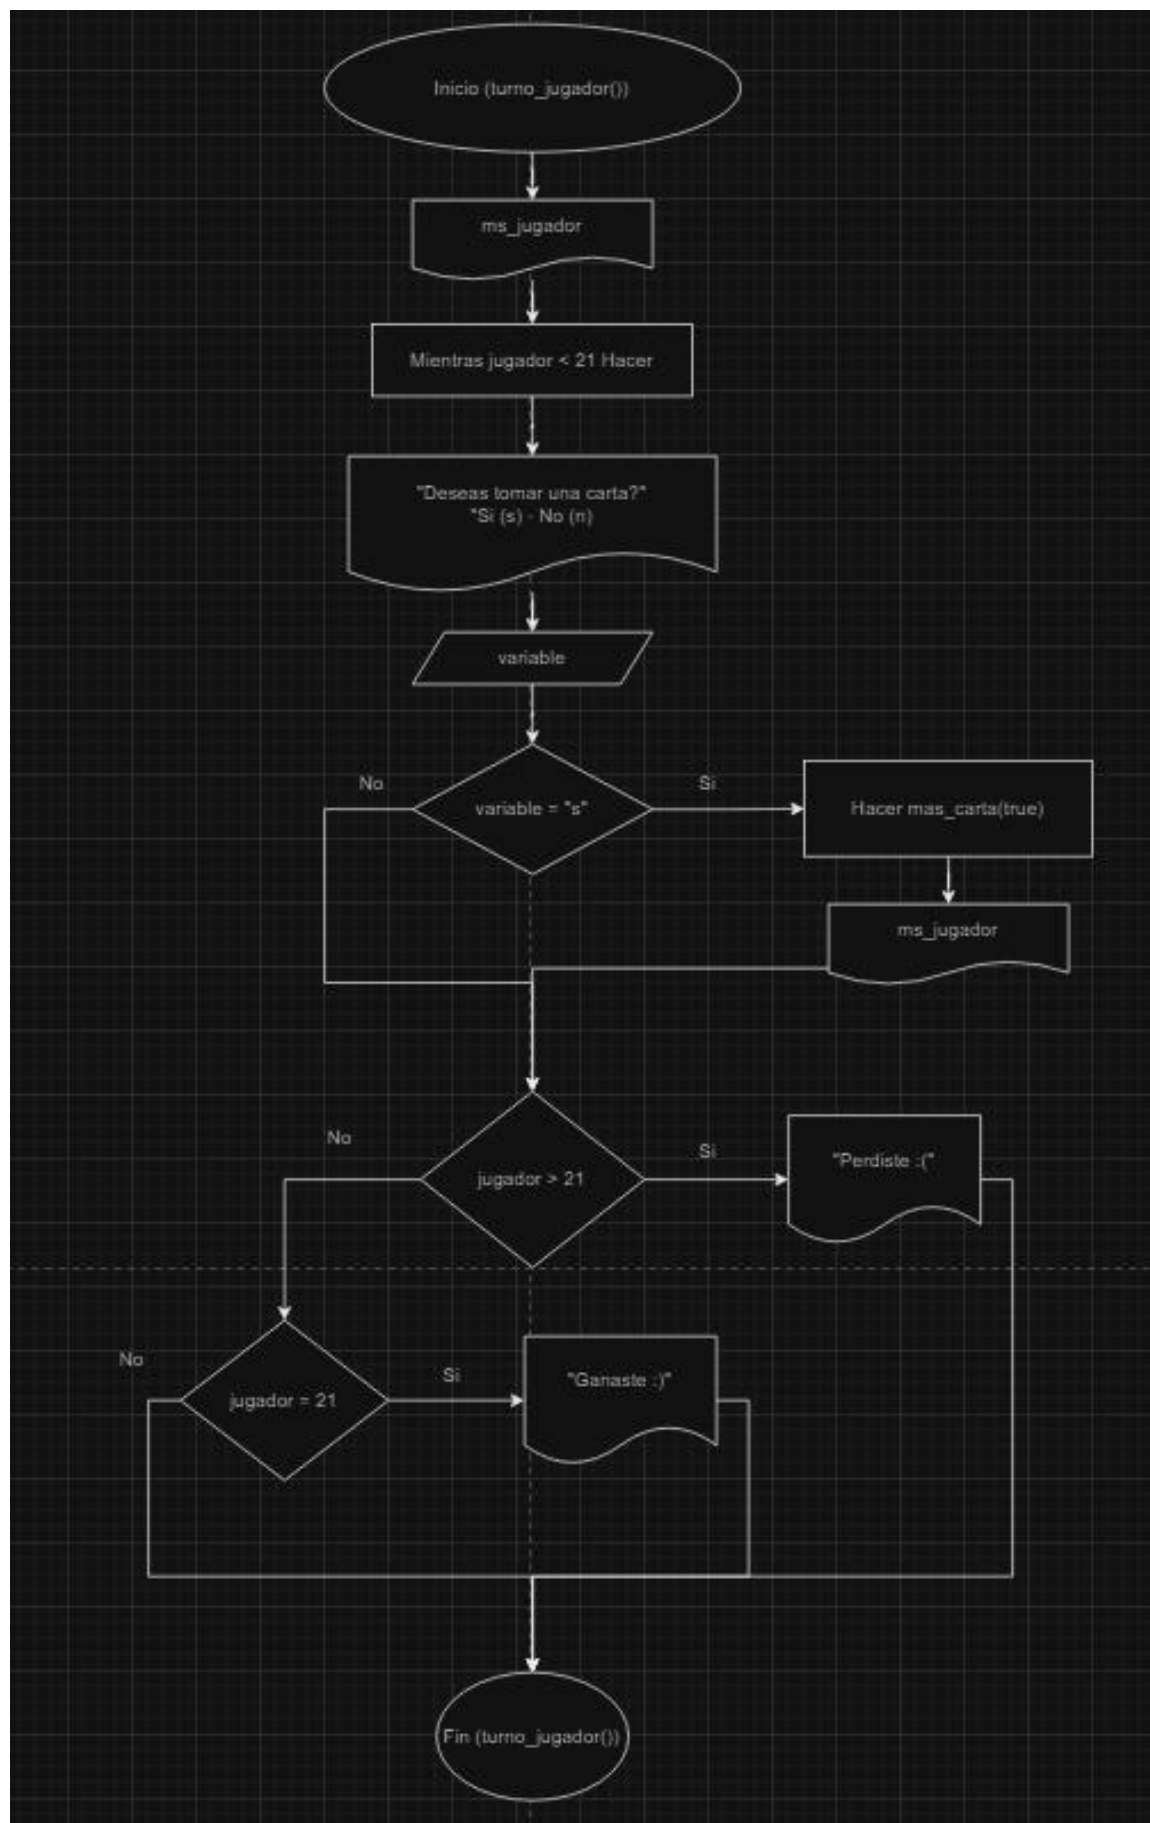 Inicio (turno_jugador())
ms_jugador
Mientras jugador < 21 Hacer
"Deseas tomar una carta?"
"Si (s) - No (n)
variable
No
Si
variable = "s"
Hacer mas_carta(true)
ms_jugador
No
Si
jugador > 21
"Perdiste :("
No
Si
jugador = 21
"Ganaste :)"
Fin (turno_jugador())